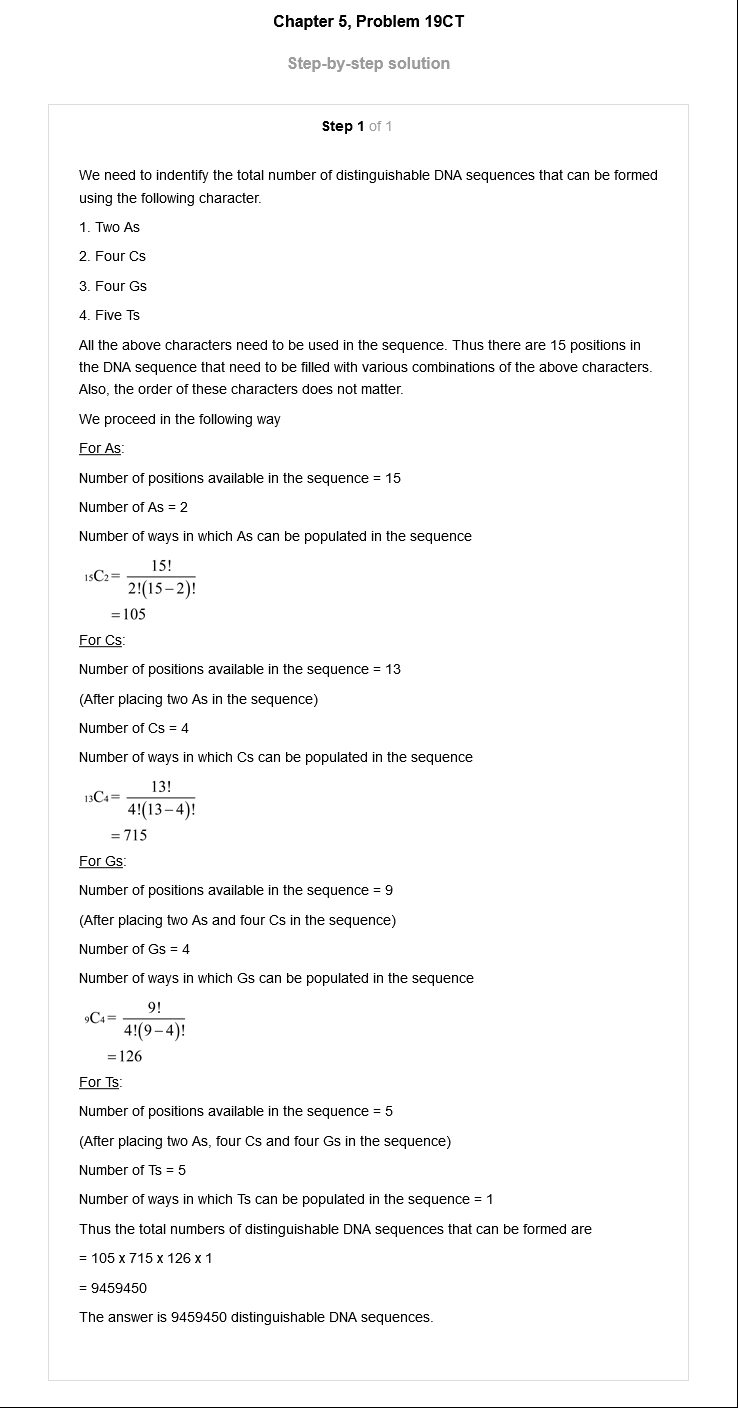 Chapter 5, Problem 19CT
Step-by-step solution
Step 1 of 1
We need to indentify the total number of distinguishable DNA sequences that can be formed
using the following character.
1. Two As
2. Four Cs
3. Four Gs
4. Five Ts
All the above characters need to be used in the sequence. Thus there are 15 positions in
the DNA sequence that need to be filled with various combinations of the above characters.
Also, the order of these characters does not matter.
We proceed in the following way
For As:
Number of positions available in the sequence = 15
Number of As = 2
Number of ways in which As can be populated in the sequence
₁₅C₂ = 15! / 2!(15−2)!
= 105
For Cs:
Number of positions available in the sequence = 13
(After placing two As in the sequence)
Number of Cs = 4
Number of ways in which Cs can be populated in the sequence
₁₃C₄ = 13! / 4!(13−4)!
= 715
For Gs:
Number of positions available in the sequence = 9
(After placing two As and four Cs in the sequence)
Number of Gs = 4
Number of ways in which Gs can be populated in the sequence
₉C₄ = 9! / 4!(9−4)!
= 126
For Ts:
Number of positions available in the sequence = 5
(After placing two As, four Cs and four Gs in the sequence)
Number of Ts = 5
Number of ways in which Ts can be populated in the sequence = 1
Thus the total numbers of distinguishable DNA sequences that can be formed are
= 105 x 715 x 126 x 1
= 9459450
The answer is 9459450 distinguishable DNA sequences.